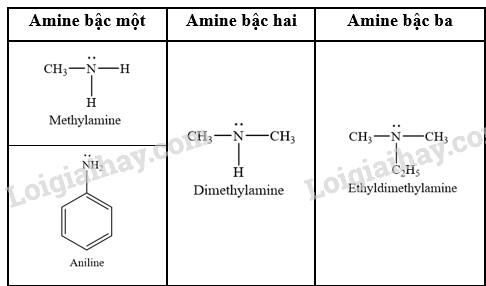 Amine bậc một
Amine bậc hai
Amine bậc ba
CH₃—N̈—H
H
Methylamine
N̈H₂
Aniline
CH₃—N̈—CH₃
H
Dimethylamine
CH₃—N̈—CH₃
C₂H₅
Ethyldimethylamine
Loigiaihay.com
Loigiaihay.com